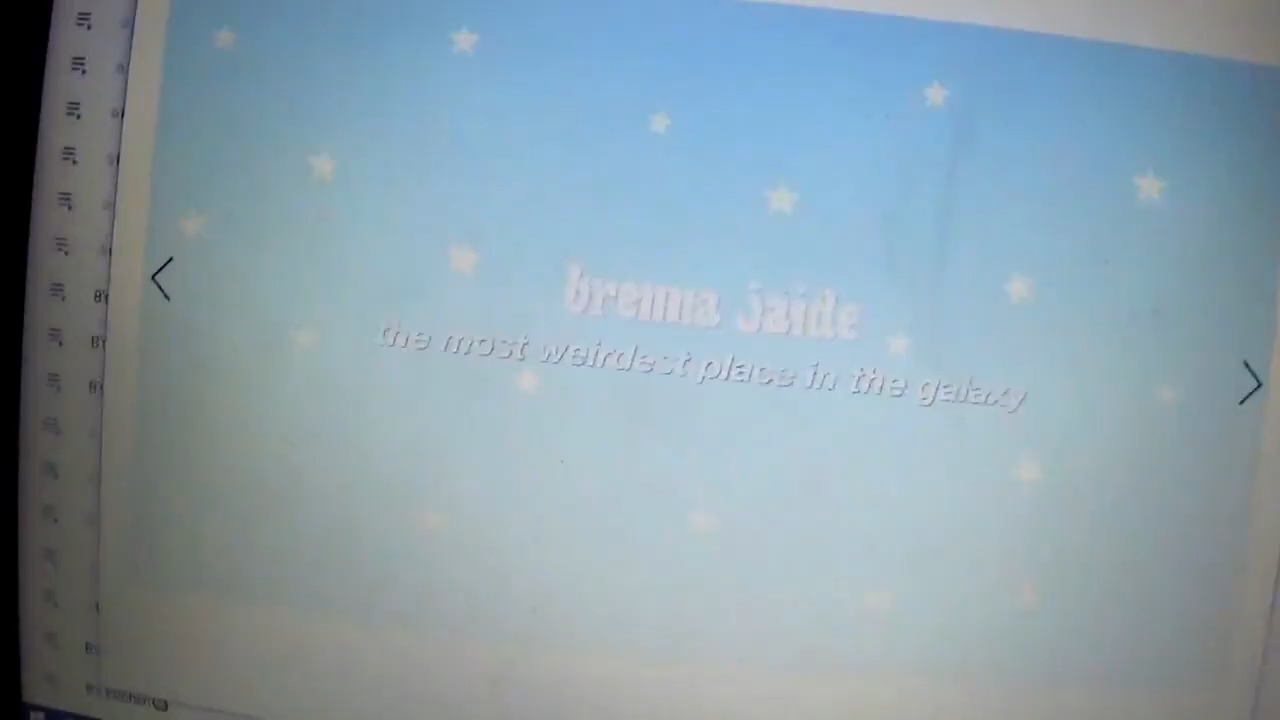 brenna jaide
the most weirdest place in the galaxy